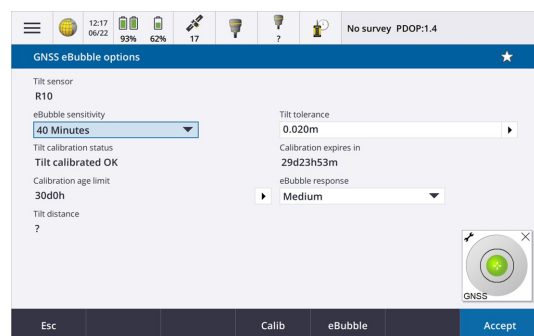 12:17
06/22
93%
62%
17
?
No survey PDOP:1.4
GNSS eBubble options
Tilt sensor
R10
eBubble sensitivity
40 Minutes
Tilt tolerance
0.020m
Tilt calibration status
Tilt calibrated OK
Calibration expires in
29d23h53m
Calibration age limit
30d0h
eBubble response
Medium
Tilt distance
?
GNSS
Esc
Calib
eBubble
Accept